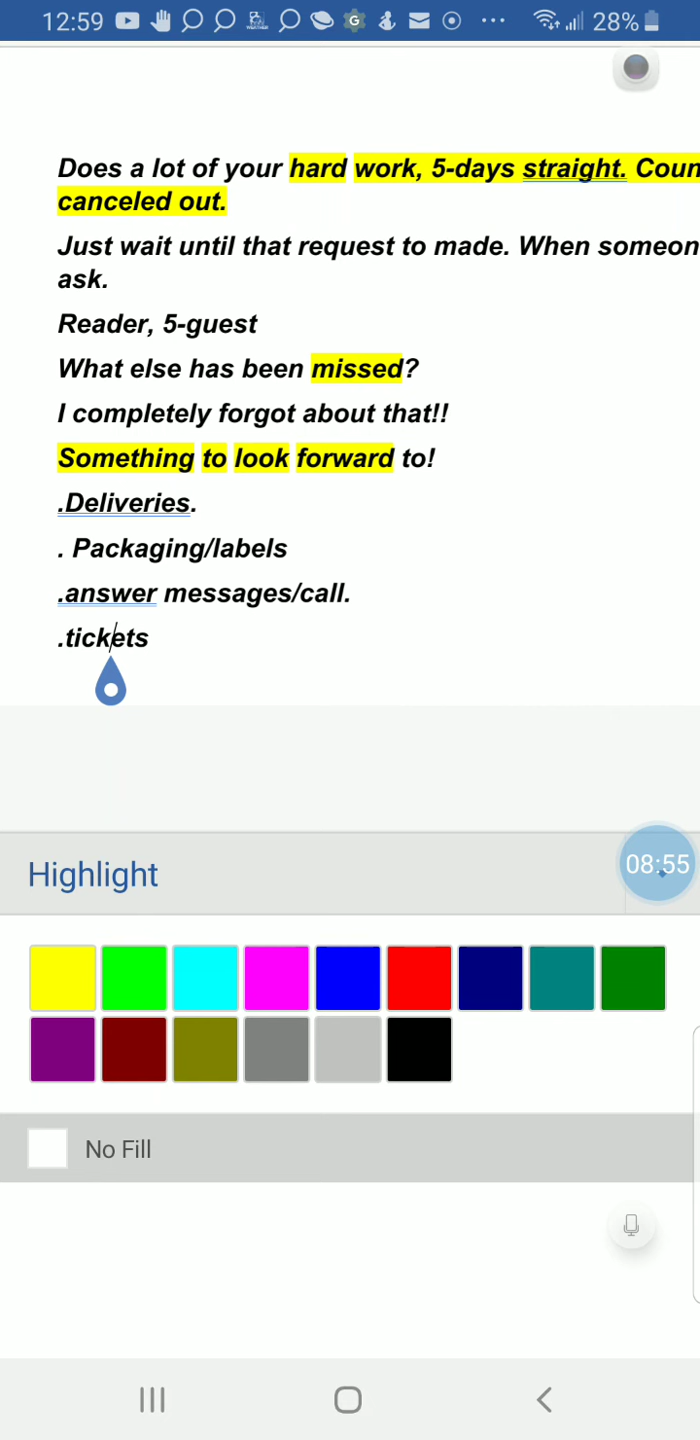 12:59 28%
Does a lot of your hard work, 5-days straight. Coun
canceled out.
Just wait until that request to made. When someon
ask.
Reader, 5-guest
What else has been missed?
I completely forgot about that!!
Something to look forward to!
.Deliveries.
. Packaging/labels
.answer messages/call.
.tickets
Highlight
08:55
No Fill